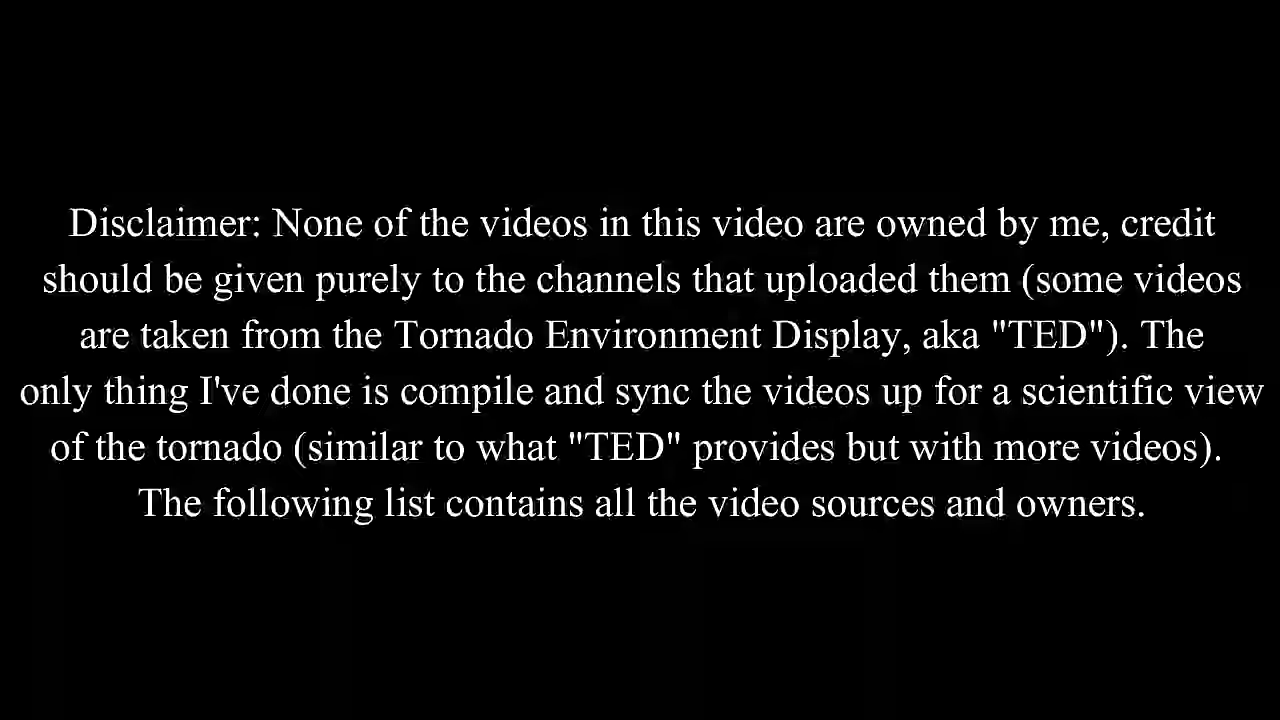 Disclaimer: None of the videos in this video are owned by me, credit
should be given purely to the channels that uploaded them (some videos
are taken from the Tornado Environment Display, aka "TED"). The
only thing I've done is compile and sync the videos up for a scientific view
of the tornado (similar to what "TED" provides but with more videos).
The following list contains all the video sources and owners.